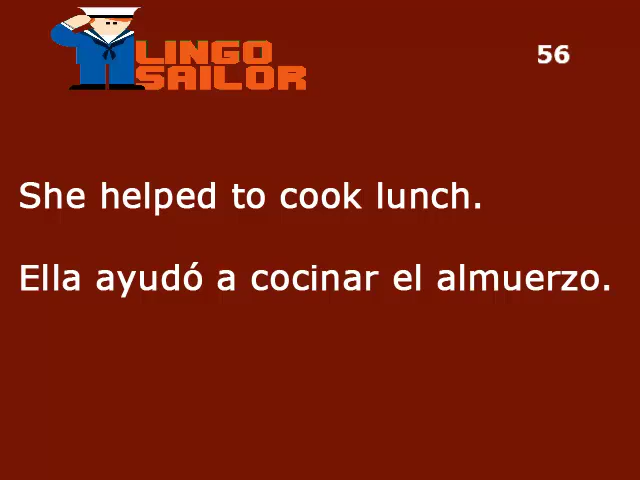 LINGO
SAILOR
56
She helped to cook lunch.
Ella ayudó a cocinar el almuerzo.